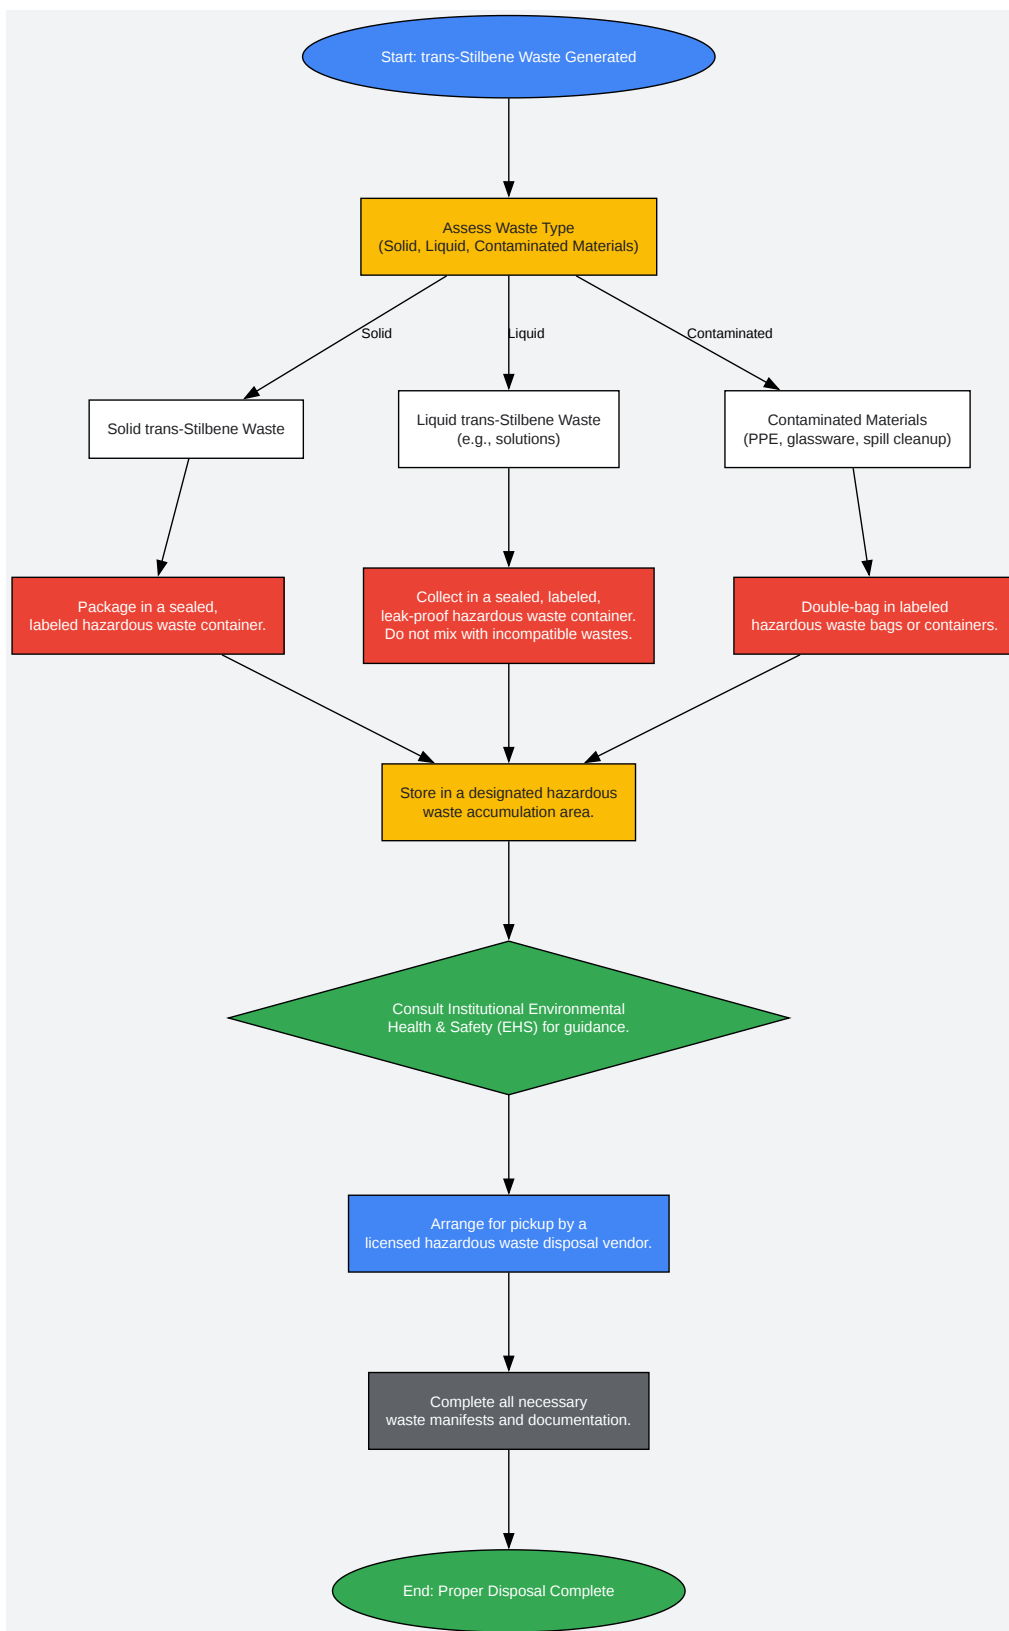 Start: trans-Stilbene Waste Generated
Assess Waste Type
(Solid, Liquid, Contaminated Materials)
Solid
Liquid
Contaminated
Solid trans-Stilbene Waste
Liquid trans-Stilbene Waste
(e.g., solutions)
Contaminated Materials
(PPE, glassware, spill cleanup)
Package in a sealed,
labeled hazardous waste container.
Collect in a sealed, labeled,
leak-proof hazardous waste container.
Do not mix with incompatible wastes.
Double-bag in labeled
hazardous waste bags or containers.
Store in a designated hazardous
waste accumulation area.
Consult Institutional Environmental
Health & Safety (EHS) for guidance.
Arrange for pickup by a
licensed hazardous waste disposal vendor.
Complete all necessary
waste manifests and documentation.
End: Proper Disposal Complete